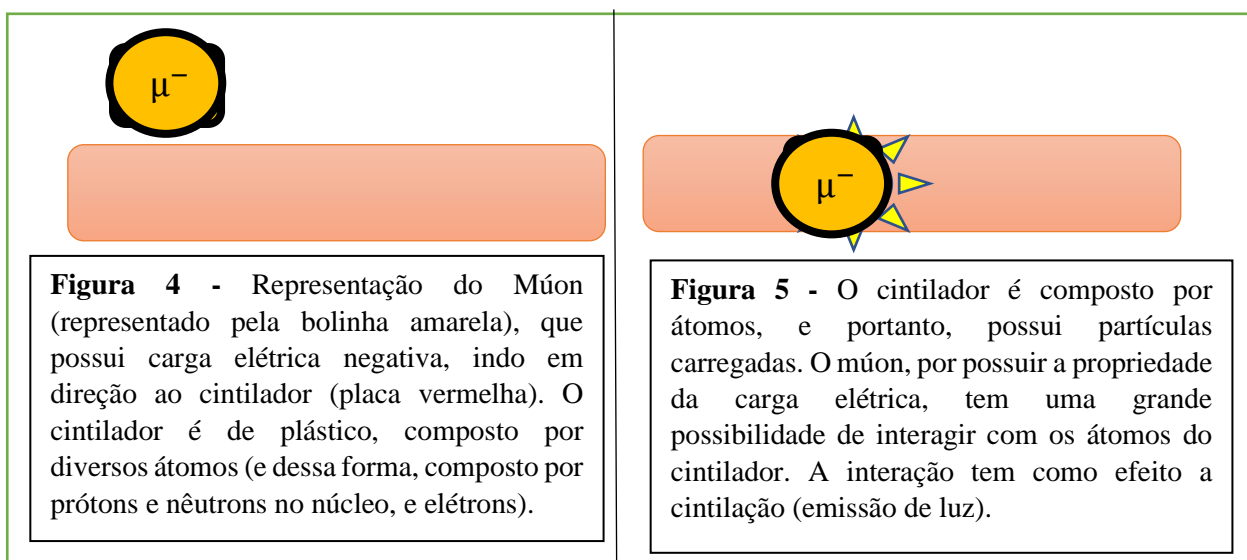 μ⁻
Figura 4 - Representação do Múon
(representado pela bolinha amarela), que
possui carga elétrica negativa, indo em
direção ao cintilador (placa vermelha). O
cintilador é de plástico, composto por
diversos átomos (e dessa forma, composto por
prótons e nêutrons no núcleo, e elétrons).
μ⁻
Figura 5 - O cintilador é composto por
átomos, e portanto, possui partículas
carregadas. O múon, por possuir a propriedade
da carga elétrica, tem uma grande
possibilidade de interagir com os átomos do
cintilador. A interação tem como efeito a
cintilação (emissão de luz).